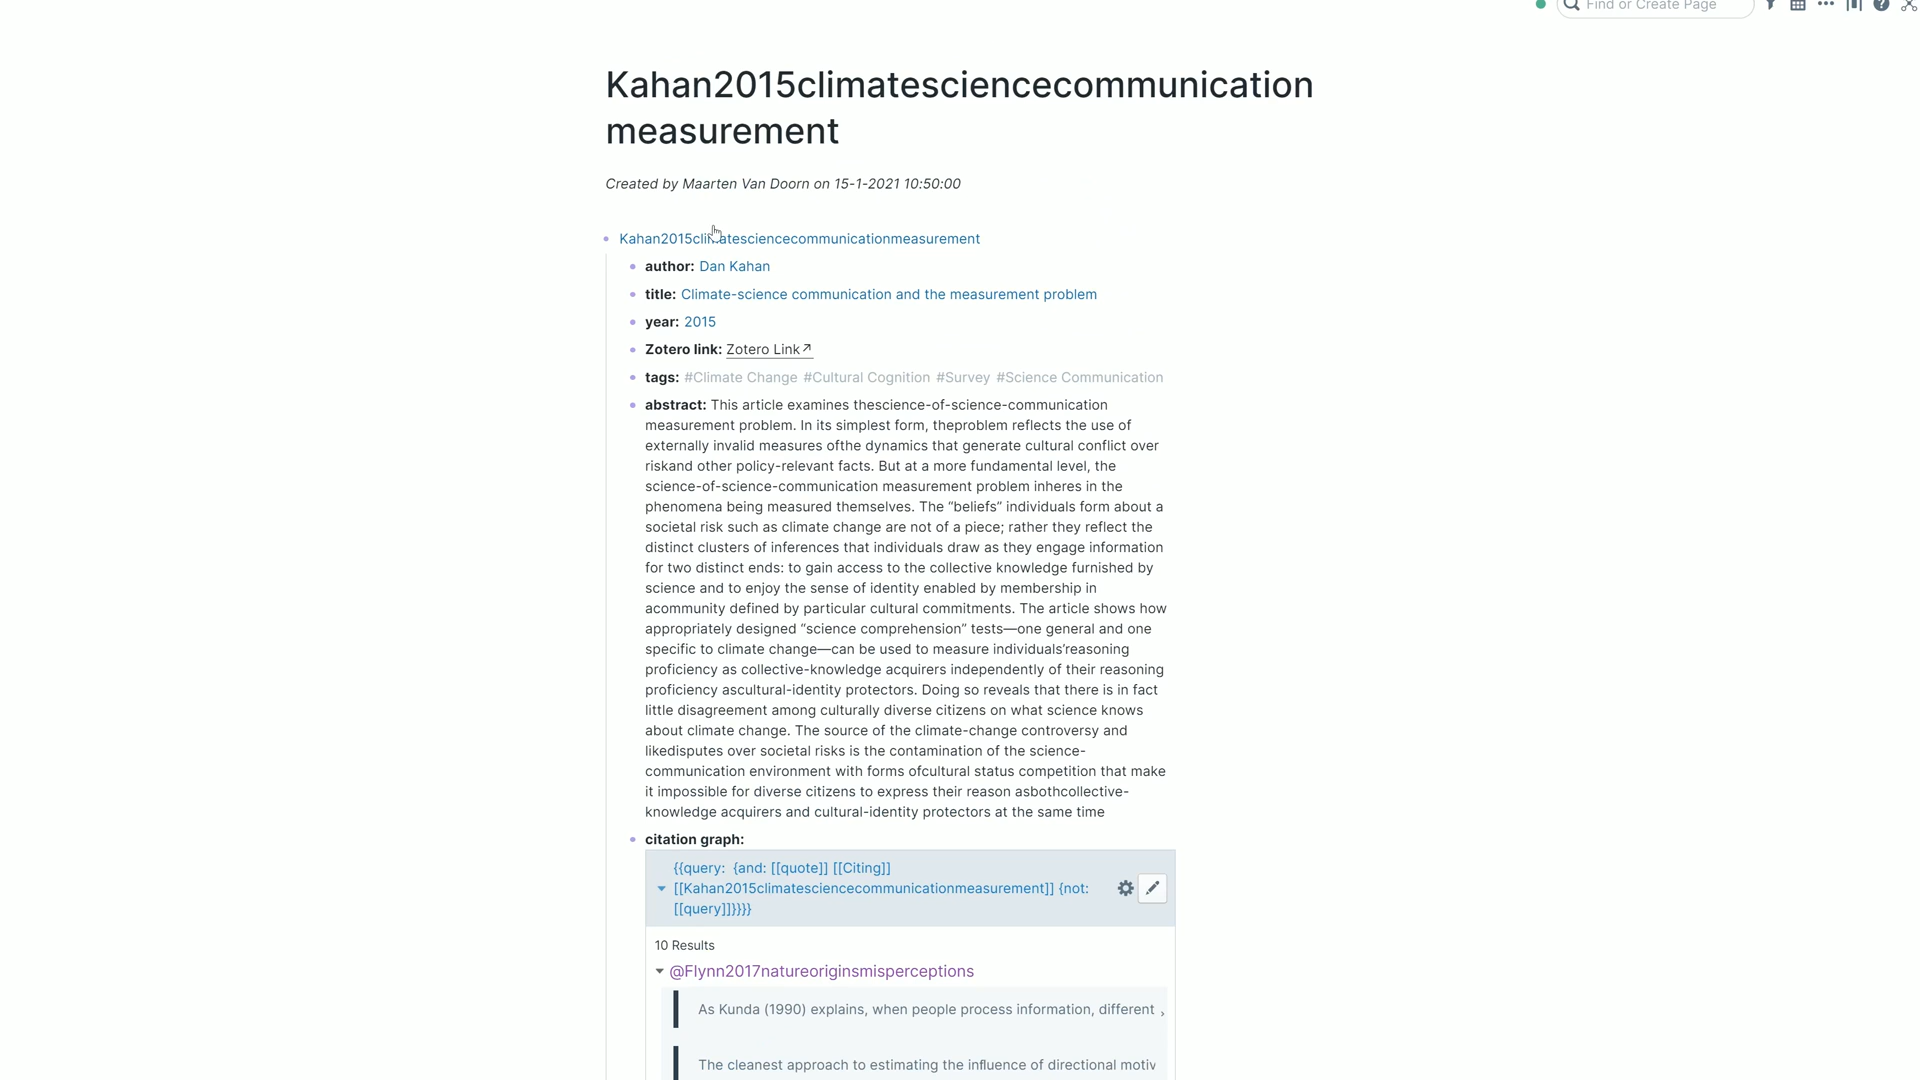 Find or Create Page
Kahan2015climatesciencecommunication
measurement
Created by Maarten Van Doorn on 15-1-2021 10:50:00
Kahan2015climatesciencecommunicationmeasurement
author: Dan Kahan
title: Climate-science communication and the measurement problem
year: 2015
Zotero link: Zotero Link↗
tags: #Climate Change #Cultural Cognition #Survey #Science Communication
abstract: This article examines thescience-of-science-communication
measurement problem. In its simplest form, theproblem reflects the use of
externally invalid measures ofthe dynamics that generate cultural conflict over
riskand other policy-relevant facts. But at a more fundamental level, the
science-of-science-communication measurement problem inheres in the
phenomena being measured themselves. The “beliefs” individuals form about a
societal risk such as climate change are not of a piece; rather they reflect the
distinct clusters of inferences that individuals draw as they engage information
for two distinct ends: to gain access to the collective knowledge furnished by
science and to enjoy the sense of identity enabled by membership in
acommunity defined by particular cultural commitments. The article shows how
appropriately designed “science comprehension” tests—one general and one
specific to climate change—can be used to measure individuals’reasoning
proficiency as collective-knowledge acquirers independently of their reasoning
proficiency ascultural-identity protectors. Doing so reveals that there is in fact
little disagreement among culturally diverse citizens on what science knows
about climate change. The source of the climate-change controversy and
likedisputes over societal risks is the contamination of the science-
communication environment with forms ofcultural status competition that make
it impossible for diverse citizens to express their reason asbothcollective-
knowledge acquirers and cultural-identity protectors at the same time
citation graph:
{{query: {and: [[quote]] [[Citing]]
[[Kahan2015climatesciencecommunicationmeasurement]] {not:
[[query]]}}}}
10 Results
@Flynn2017natureoriginsmisperceptions
As Kunda (1990) explains, when people process information, different
The cleanest approach to estimating the influence of directional motiv